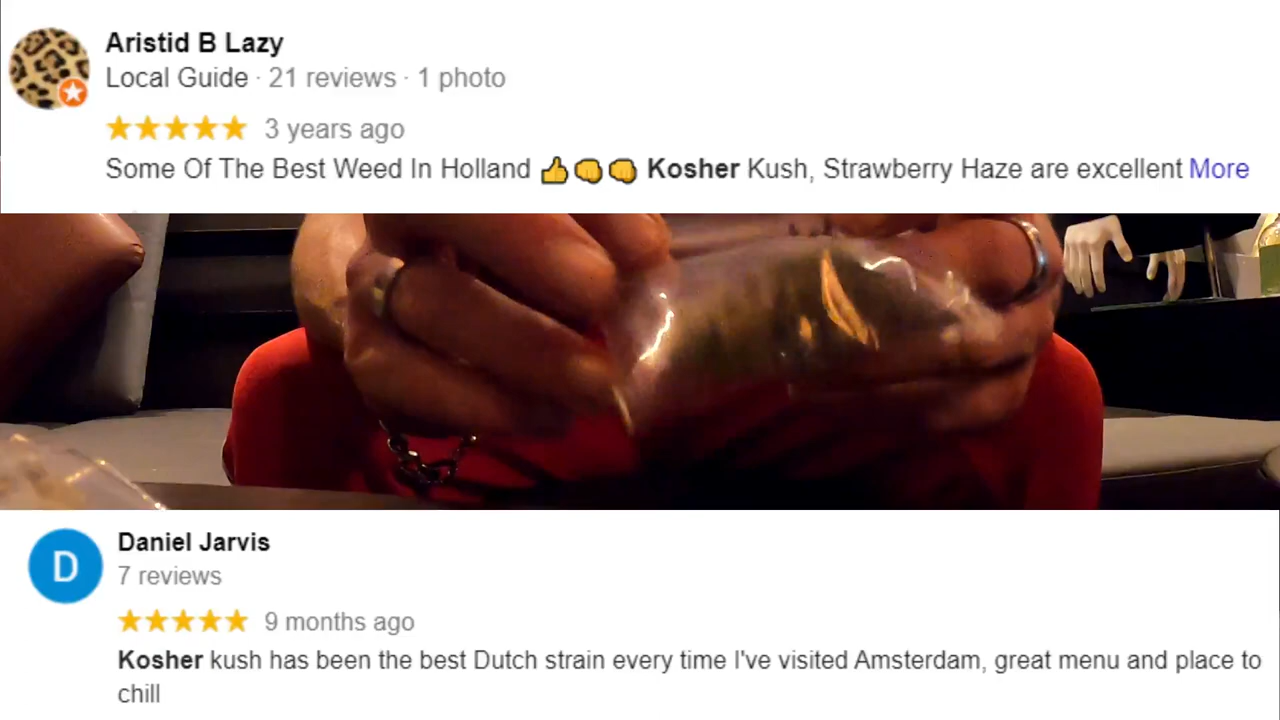 Aristid B Lazy
Local Guide · 21 reviews · 1 photo
★★★★★ 3 years ago
Some Of The Best Weed In Holland 👍👊👊 Kosher Kush, Strawberry Haze are excellent More
D
Daniel Jarvis
7 reviews
★★★★★ 9 months ago
Kosher kush has been the best Dutch strain every time I've visited Amsterdam, great menu and place to
chill